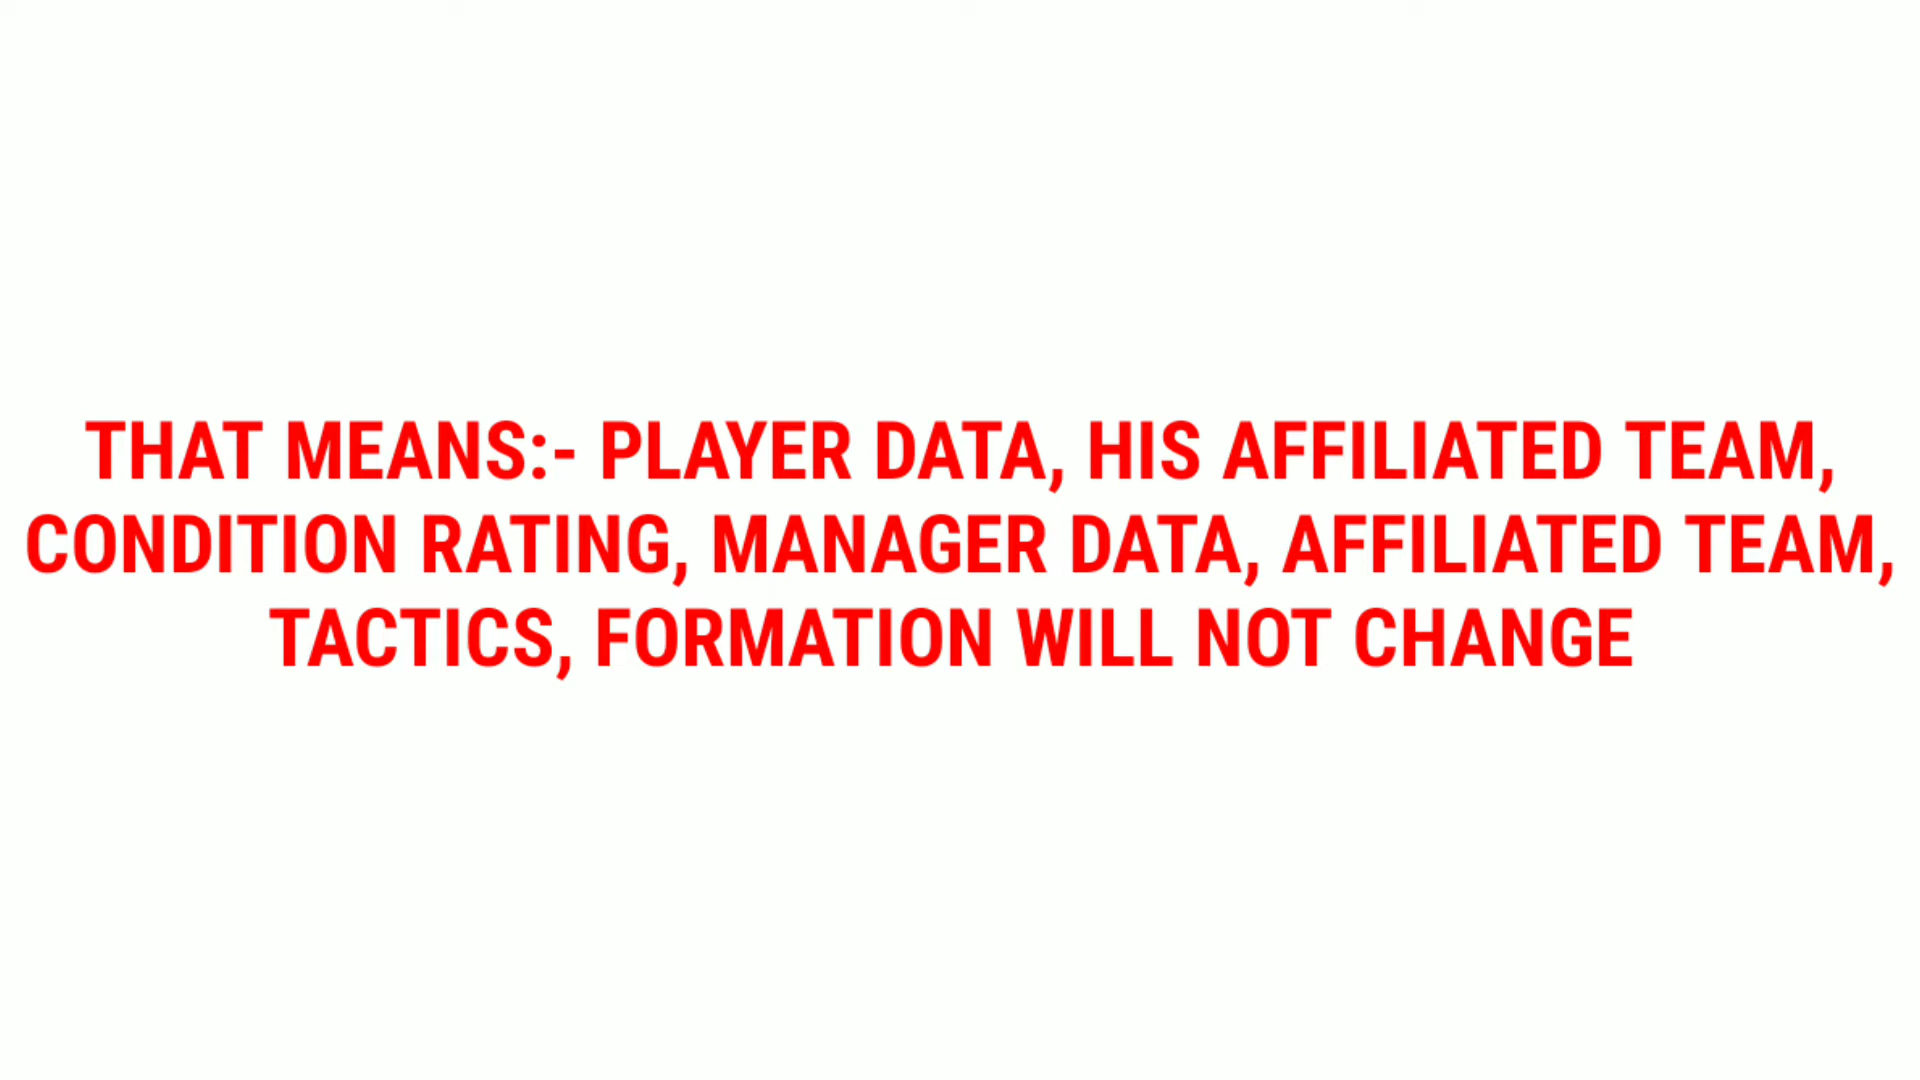 THAT MEANS:- PLAYER DATA, HIS AFFILIATED TEAM,
CONDITION RATING, MANAGER DATA, AFFILIATED TEAM,
TACTICS, FORMATION WILL NOT CHANGE